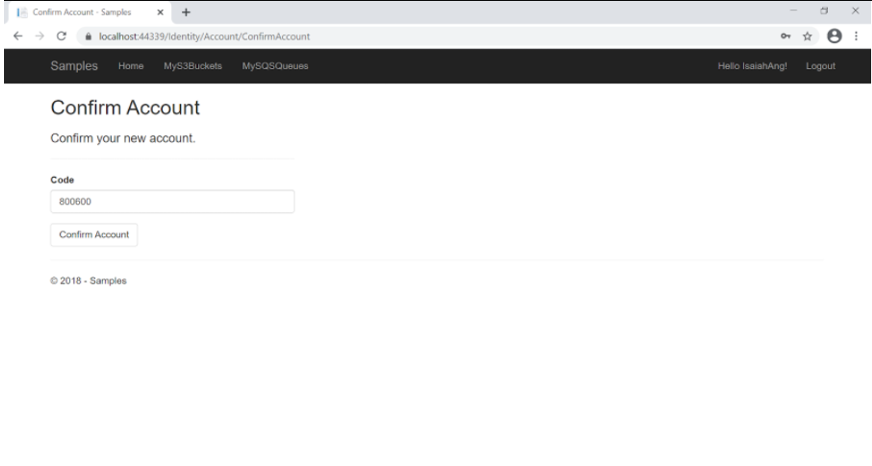 Confirm Account - Samples
localhost:44339/Identity/Account/ConfirmAccount
Samples Home MyS3Buckets MySQSQueues Hello IsaiahAng! Logout
Confirm Account
Confirm your new account.
Code
800600
Confirm Account
© 2018 - Samples